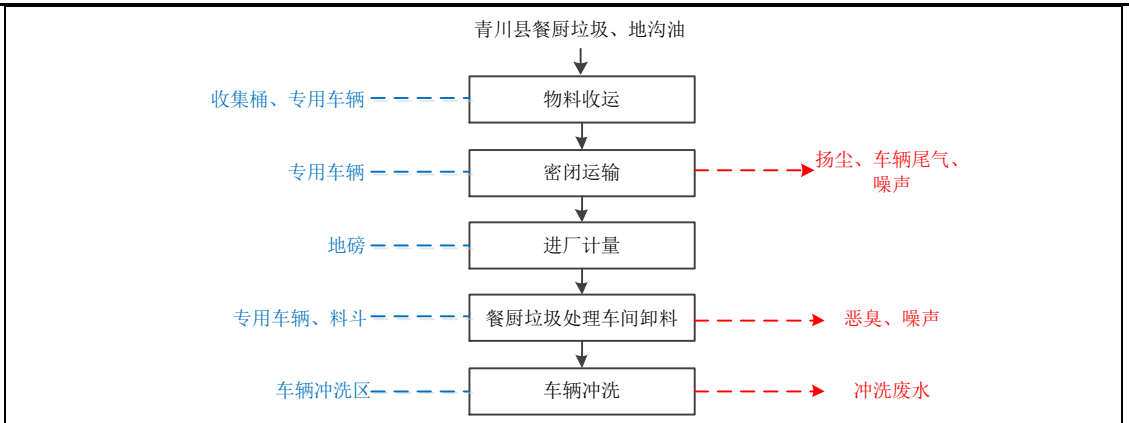 青川县餐厨垃圾、地沟油
收集桶、专用车辆
物料收运
专用车辆
密闭运输
扬尘、车辆尾气、
噪声
地磅
进厂计量
专用车辆、料斗
餐厨垃圾处理车间卸料
恶臭、噪声
车辆冲洗区
车辆冲洗
冲洗废水